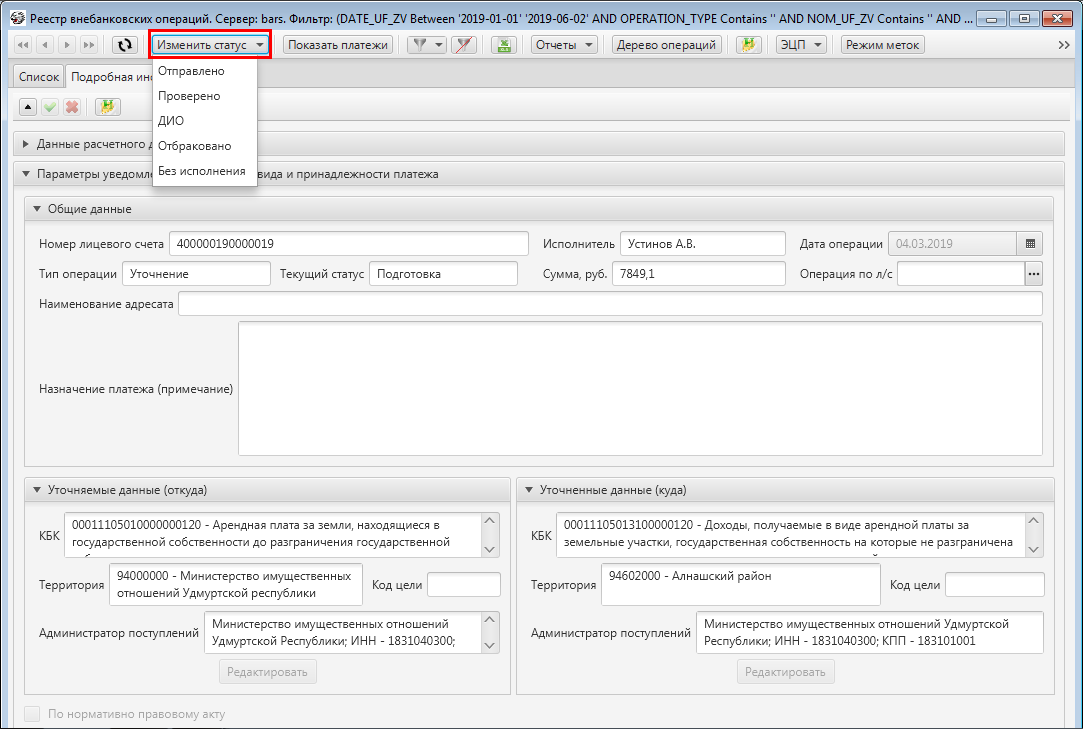 Реестр внебанковских операций. Сервер: bars. Фильтр: (DATE_UF_ZV Between '2019-01-01' '2019-06-02' AND OPERATION_TYPE Contains '' AND NOM_UF_ZV Contains '' AND ...
Изменить статус Показать платежи Отчеты Дерево операций ЭЦП Режим меток
Список Подробная инс
Отправлено
Проверено
ДИО
Отбраковано
Без исполнения
Данные расчетного д
Параметры уведомле вида и принадлежности платежа
Общие данные
Номер лицевого счета 400000190000019 Исполнитель Устинов А.В. Дата операции 04.03.2019
Тип операции Уточнение Текущий статус Подготовка Сумма, руб. 7849,1 Операция по л/с ...
Наименование адресата
Назначение платежа (примечание)
Уточняемые данные (откуда)
КБК 00011105010000000120 - Арендная плата за земли, находящиеся в
государственной собственности до разграничения государственной
Территория 94000000 - Министерство имущественных
отношений Удмуртской республики
Код цели
Администратор поступлений Министерство имущественных отношений
Удмуртской Республики; ИНН - 1831040300;
Редактировать
Уточненные данные (куда)
КБК 00011105013100000120 - Доходы, получаемые в виде арендной платы за
земельные участки, государственная собственность на которые не разграничена
Территория 94602000 - Алнашский район
Код цели
Администратор поступлений Министерство имущественных отношений Удмуртской
Республики; ИНН - 1831040300; КПП - 183101001
Редактировать
По нормативно правовому акту